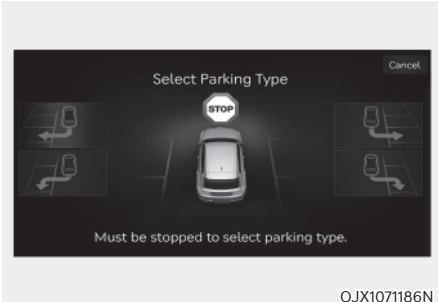 Cancel
Select Parking Type
STOP
Must be stopped to select parking type.
OJX1071186N